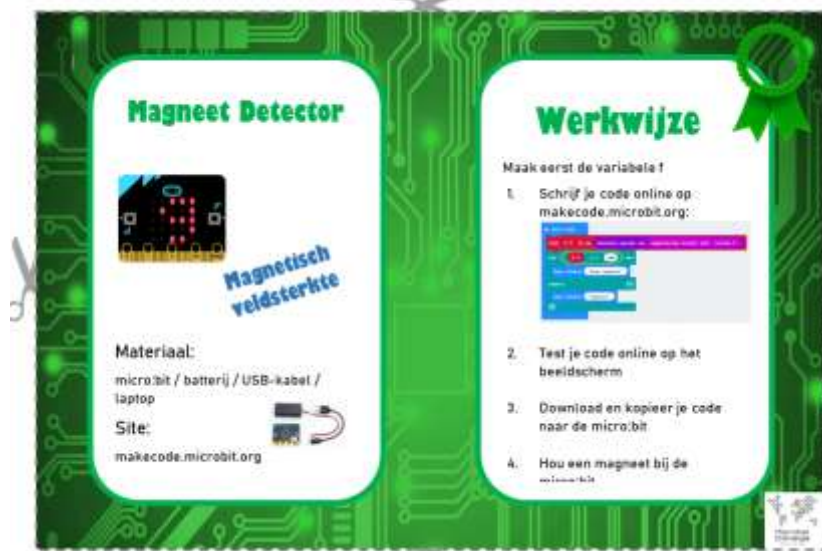 Magneet Detector
Magnetisch
veldsterkte
Materiaal:
micro:bit / batterij / USB-kabel /
laptop
Site:
makecode.microbit.org
Werkwijze
Maak eerst de variabele f
1. Schrijf je code online op
makecode.microbit.org:
2. Test je code online op het
beeldscherm
3. Download en kopieer je code
naar de micro:bit
4. Hou een magneet bij de
micro:bit